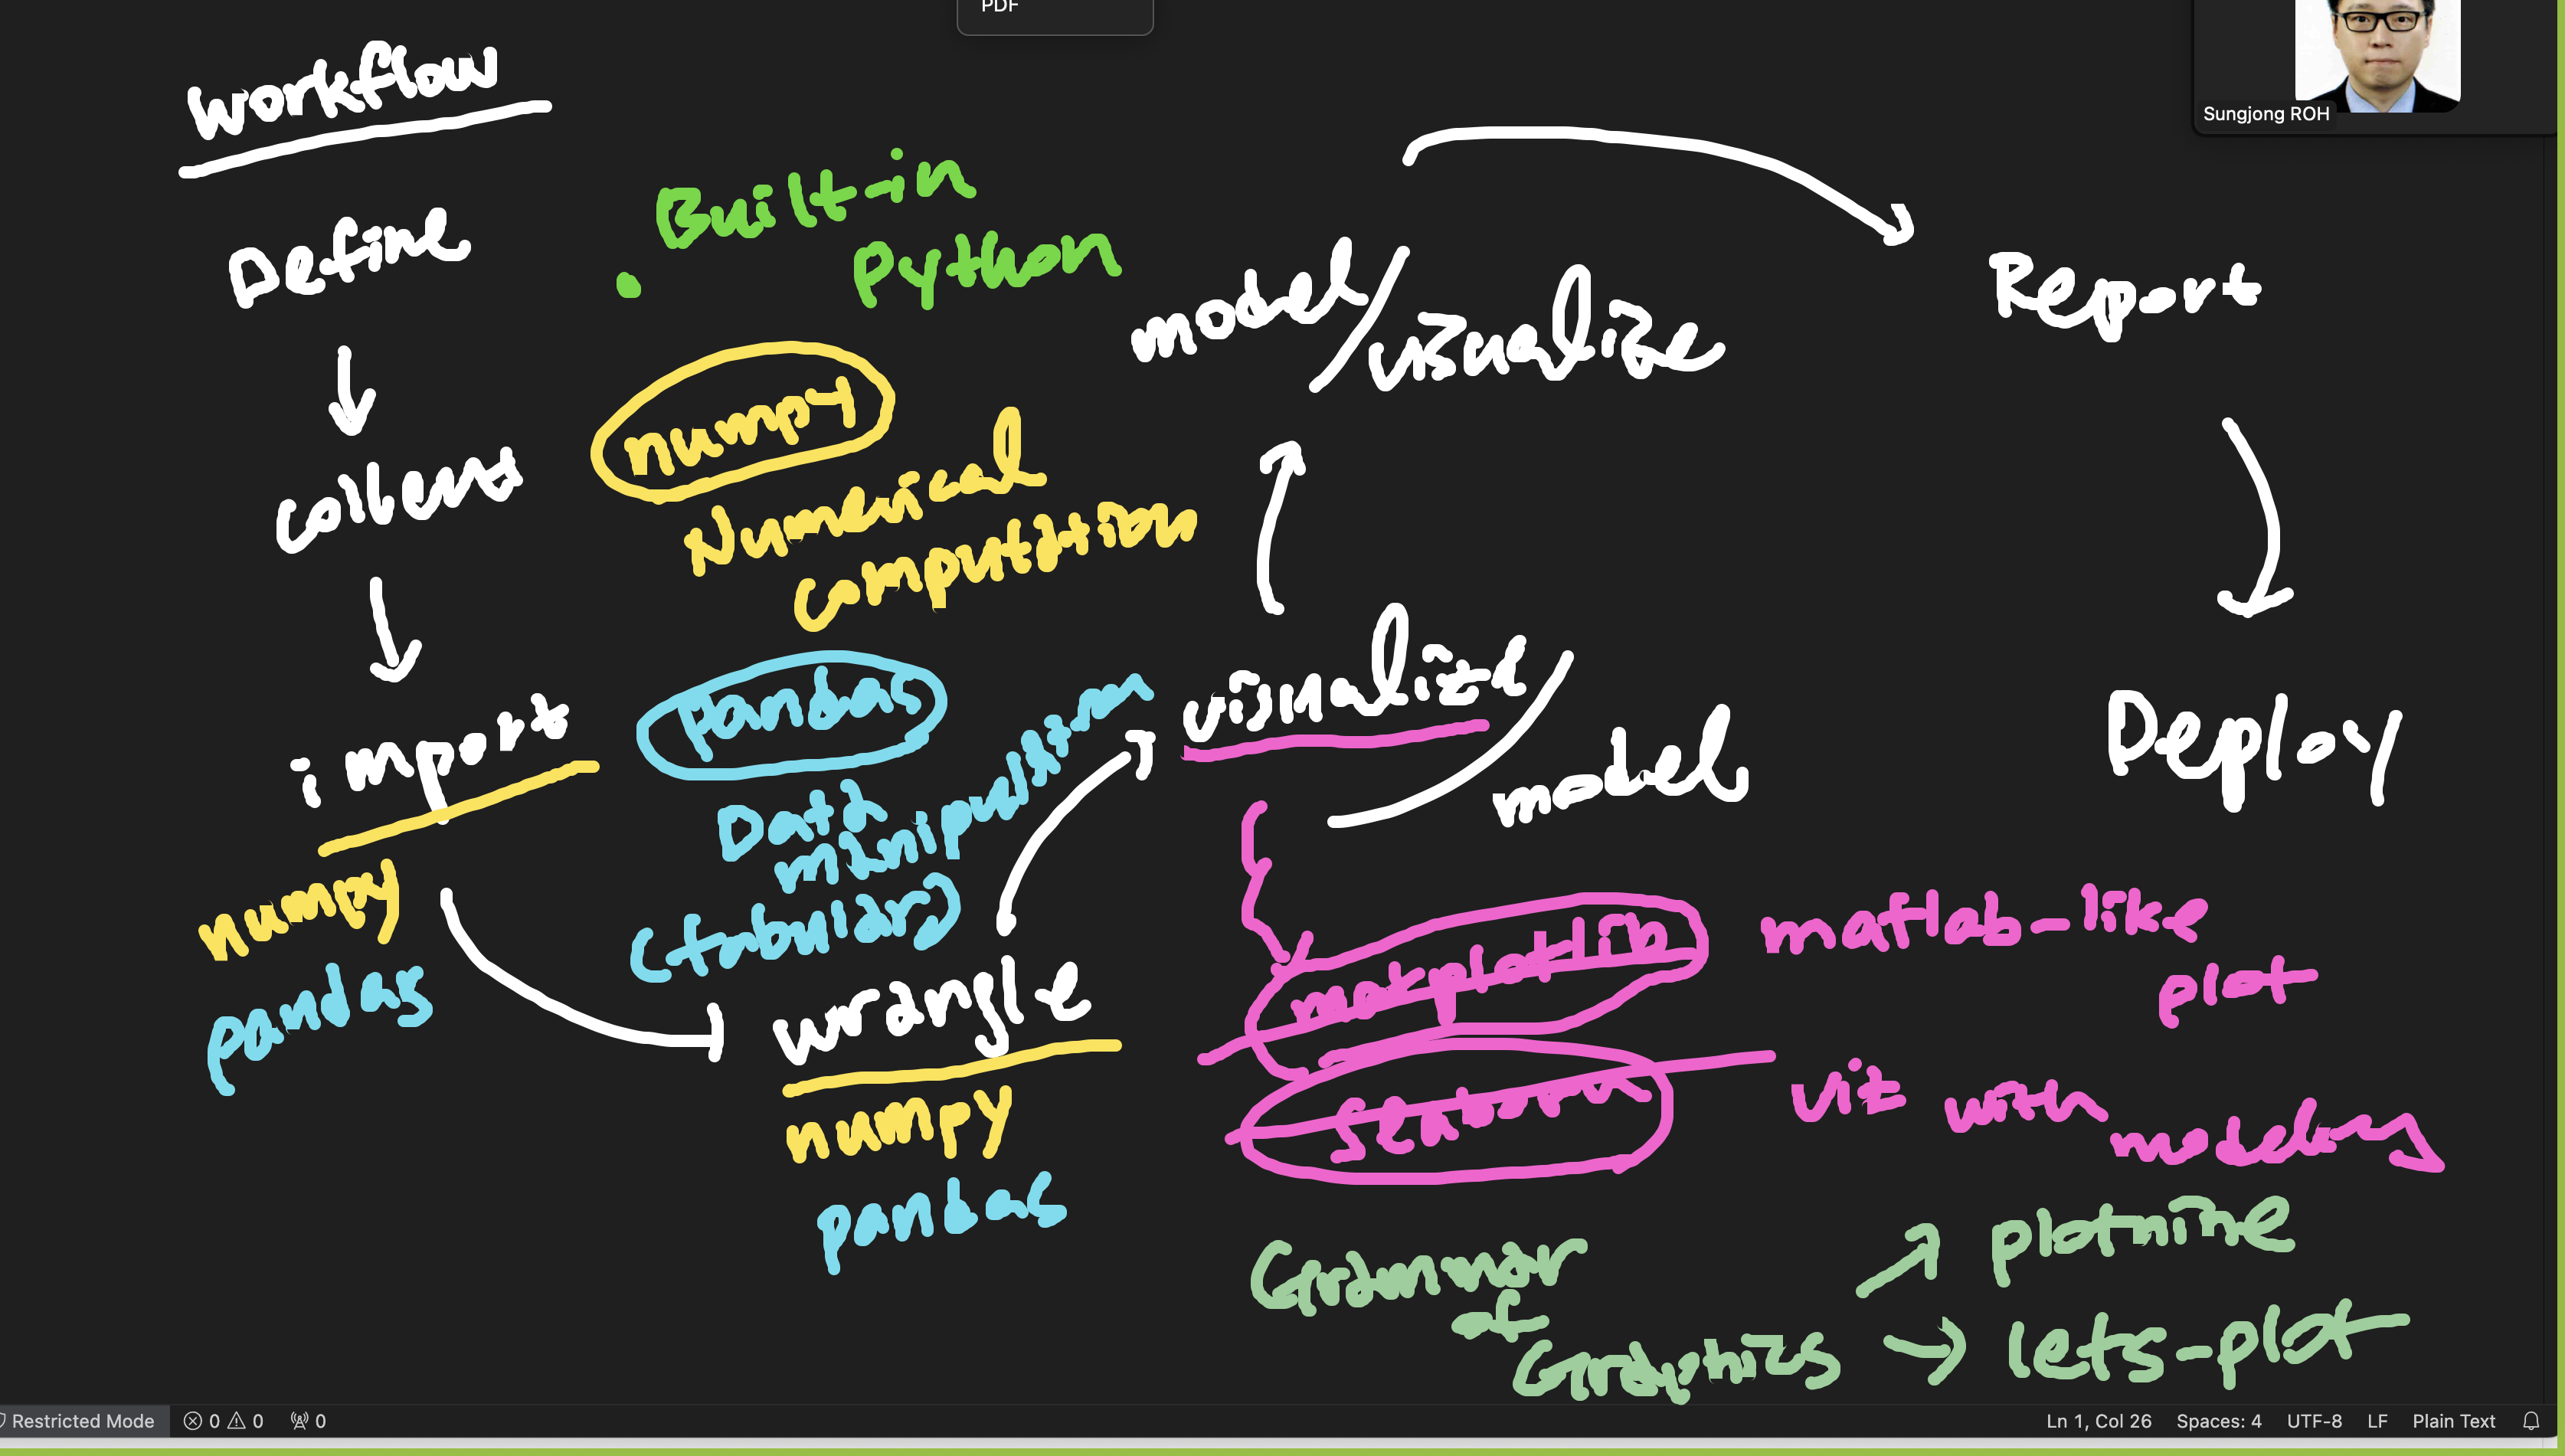 PDF
Sungjong ROH
workflow
Define
collect
import
numpy
pandas
Built-in
Python
numpy
Numerical
computation
pandas
Data
manipulation
(tabular)
wrangle
numpy
pandas
visualize/
model
model/
visualize
Report
Deploy
matplotlib
matlab-like
plot
seaborn
viz with
modeling
Grammar
of
Graphics
plotnine
lets-plot
Restricted Mode 0 0 0
Ln 1, Col 26 Spaces: 4 UTF-8 LF Plain Text